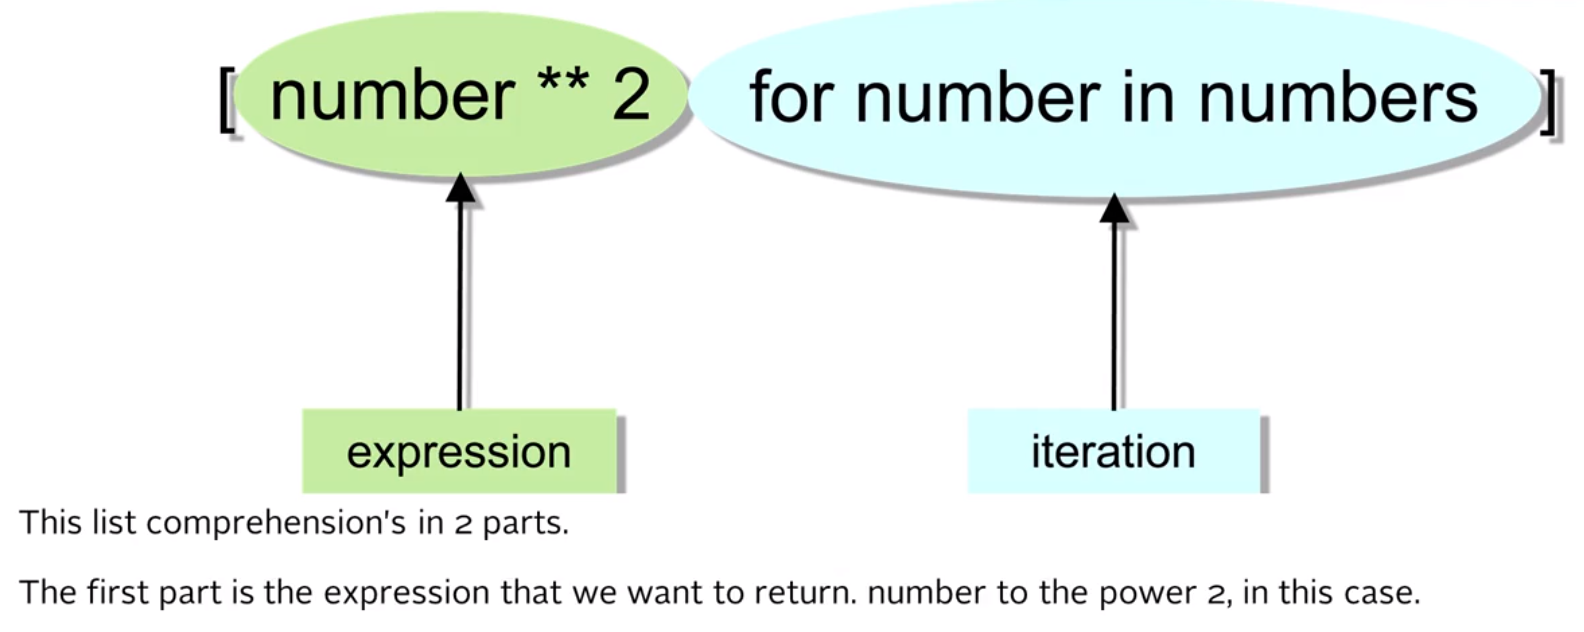 [ number ** 2 for number in numbers ]
expression iteration
This list comprehension's in 2 parts.
The first part is the expression that we want to return. number to the power 2, in this case.